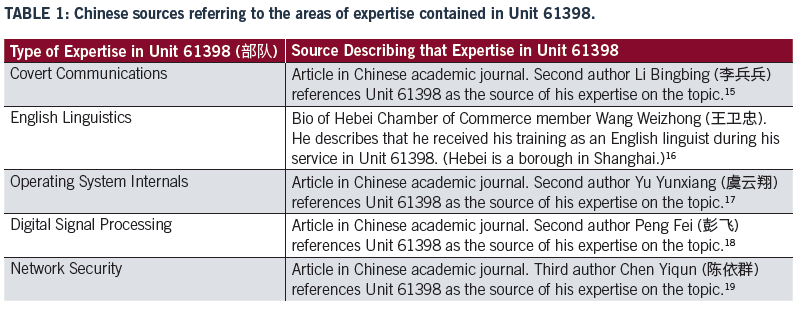 TABLE 1: Chinese sources referring to the areas of expertise contained in Unit 61398.
Type of Expertise in Unit 61398 (部队)
Source Describing that Expertise in Unit 61398
Covert Communications
Article in Chinese academic journal. Second author Li Bingbing (李兵兵)
references Unit 61398 as the source of his expertise on the topic.15
English Linguistics
Bio of Hebei Chamber of Commerce member Wang Weizhong (王卫忠).
He describes that he received his training as an English linguist during his
service in Unit 61398. (Hebei is a borough in Shanghai.)16
Operating System Internals
Article in Chinese academic journal. Second author Yu Yunxiang (虞云翔)
references Unit 61398 as the source of his expertise on the topic.17
Digital Signal Processing
Article in Chinese academic journal. Second author Peng Fei (彭飞)
references Unit 61398 as the source of his expertise on the topic.18
Network Security
Article in Chinese academic journal. Third author Chen Yiqun (陈依群)
references Unit 61398 as the source of his expertise on the topic.19